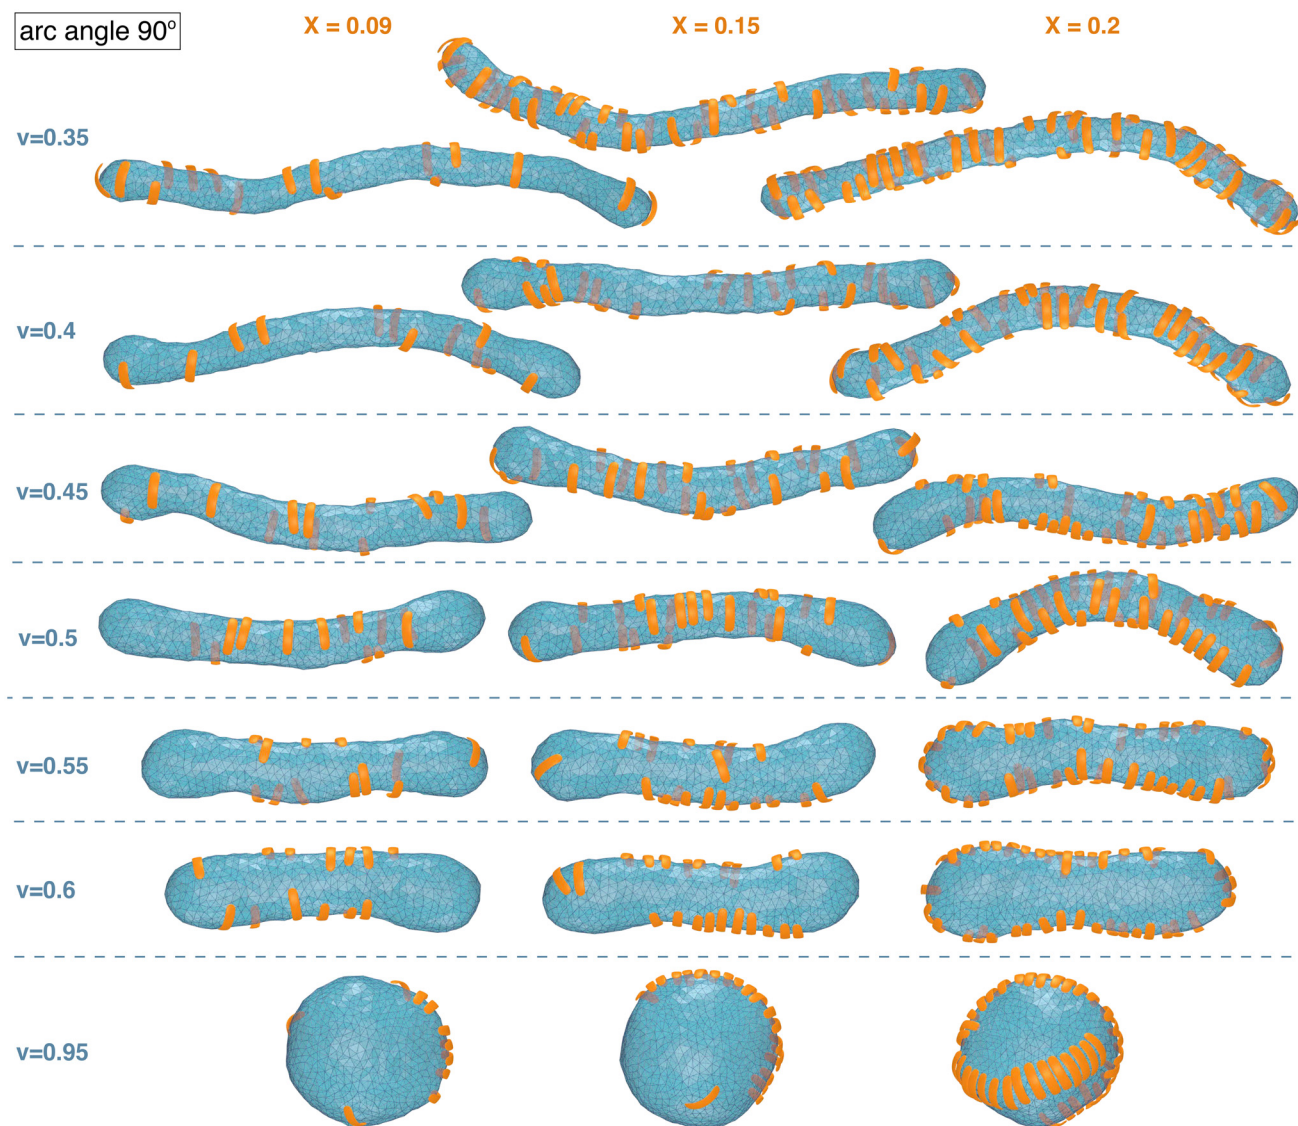 arc angle 90º
X = 0.09
X = 0.15
X = 0.2
v=0.35
v=0.4
v=0.45
v=0.5
v=0.55
v=0.6
v=0.95